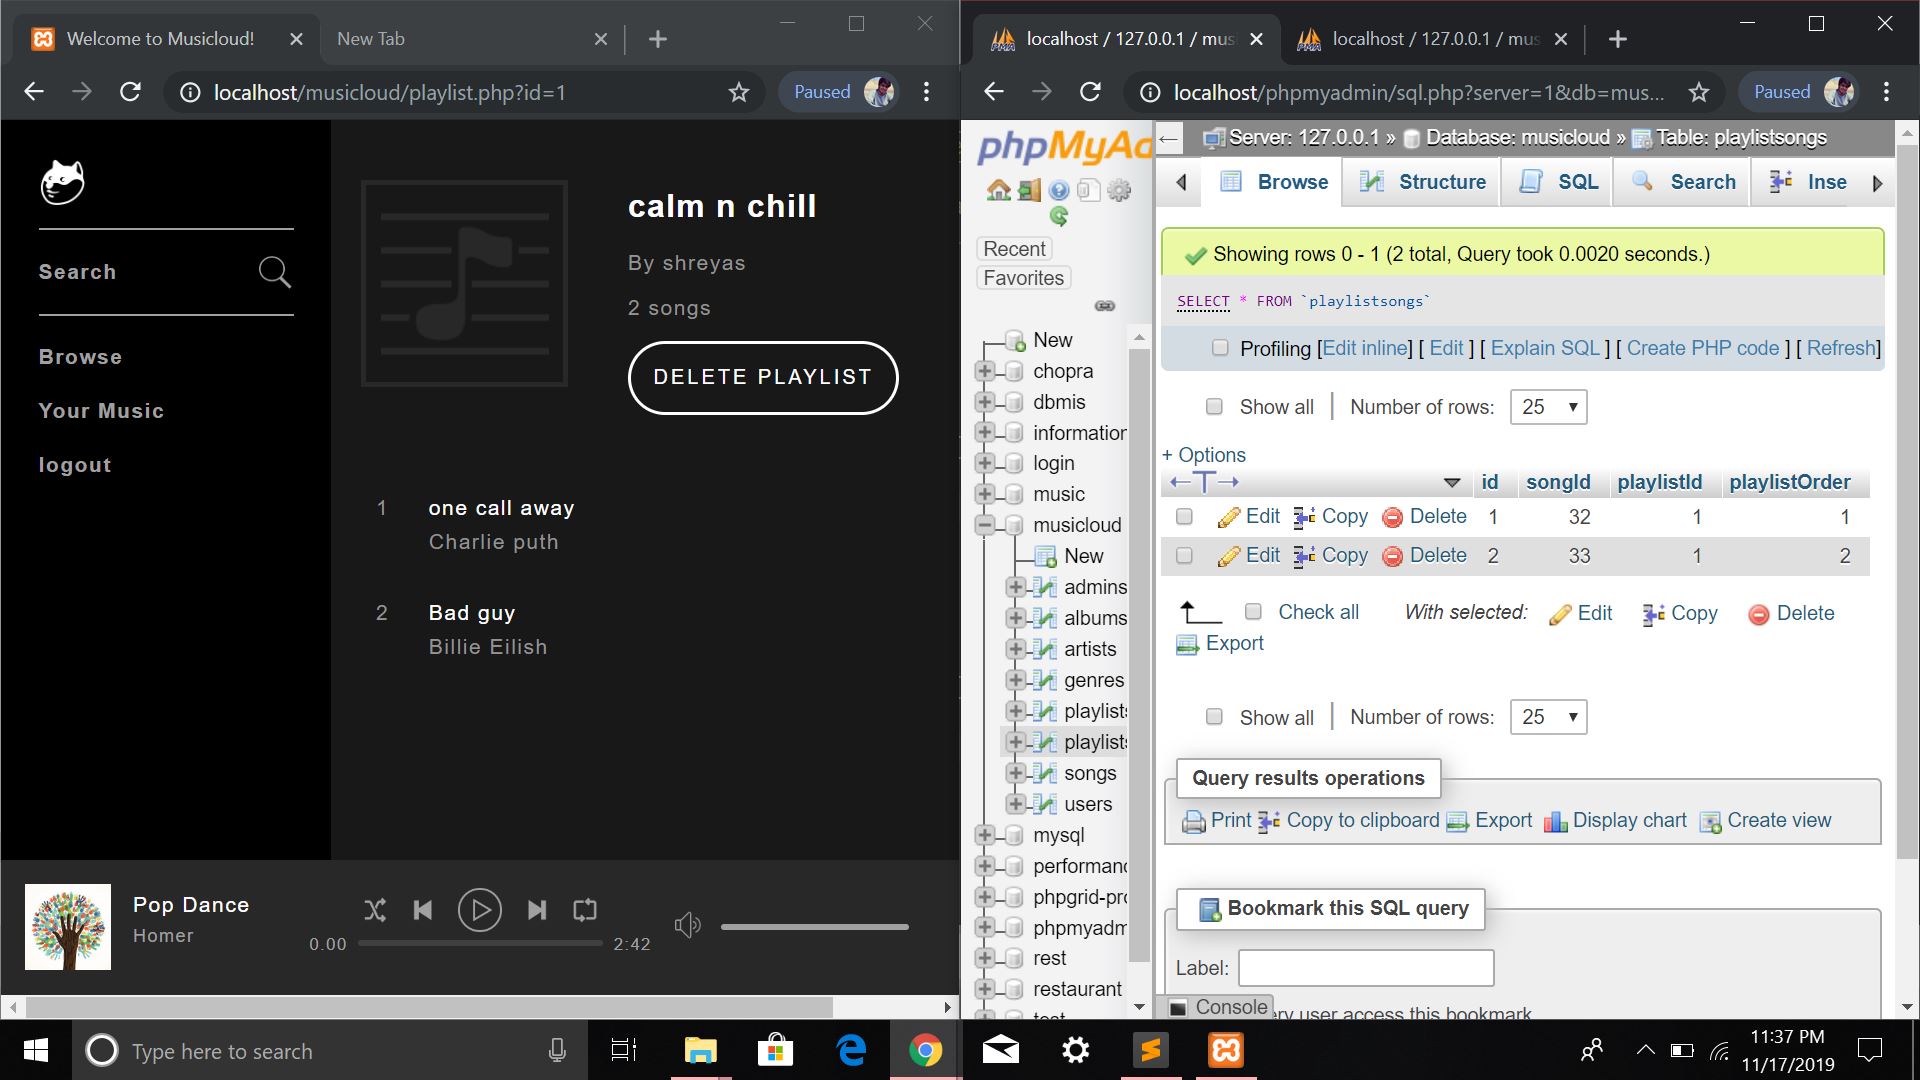 Welcome to Musicloud!
New Tab
localhost/musicloud/playlist.php?id=1
Paused
Search
Browse
Your Music
logout
calm n chill
By shreyas
2 songs
DELETE PLAYLIST
1
one call away
Charlie puth
2
Bad guy
Billie Eilish
Pop Dance
Homer
0.00
2:42
localhost / 127.0.0.1 / mus
localhost / 127.0.0.1 / mus
localhost/phpmyadmin/sql.php?server=1&db=mus...
Paused
phpMyAd
Recent
Favorites
New
chopra
dbmis
information
login
music
musicloud
New
admins
albums
artists
genres
playlists
playlists
songs
users
mysql
performanc
phpgrid-pro
phpmyadm
rest
restaurant
Server: 127.0.0.1 » Database: musicloud » Table: playlistsongs
Browse Structure SQL Search Inse
Showing rows 0 - 1 (2 total, Query took 0.0020 seconds.)
SELECT * FROM `playlistsongs`
Profiling [Edit inline] [ Edit ] [ Explain SQL ] [ Create PHP code ] [ Refresh]
Show all | Number of rows: 25
+ Options
id songId playlistId playlistOrder
Edit Copy Delete 1 32 1 1
Edit Copy Delete 2 33 1 2
Check all With selected: Edit Copy Delete
Export
Show all | Number of rows: 25
Query results operations
Print Copy to clipboard Export Display chart Create view
Bookmark this SQL query
Label:
Console
ery user access this bookmark
Type here to search
11:37 PM
11/17/2019